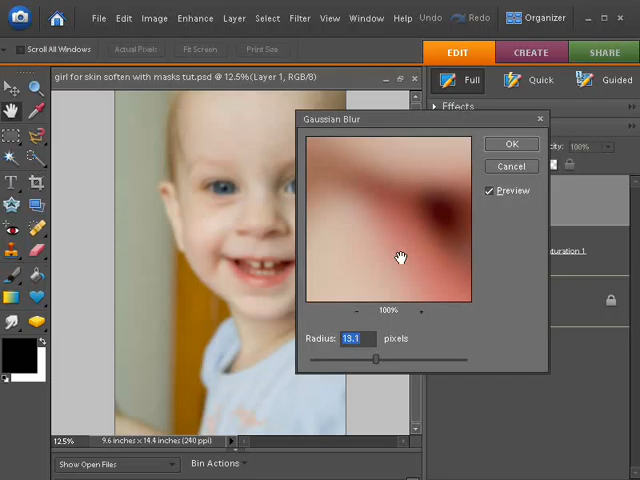 File Edit Image Enhance Layer Select Filter View Window Help Undo Redo Organizer
Scroll All Windows Actual Pixels Fit Screen Print Size
EDIT CREATE SHARE
girl for skin soften with masks tut.psd @ 12.5%(Layer 1, RGB/8)
Full Quick Guided
Effects
Gaussian Blur
OK
Cancel
Preview
100%
- 100% +
Radius: 13.1 pixels
12.5% 9.6 inches x 14.4 inches (240 ppi)
Show Open Files Bin Actions